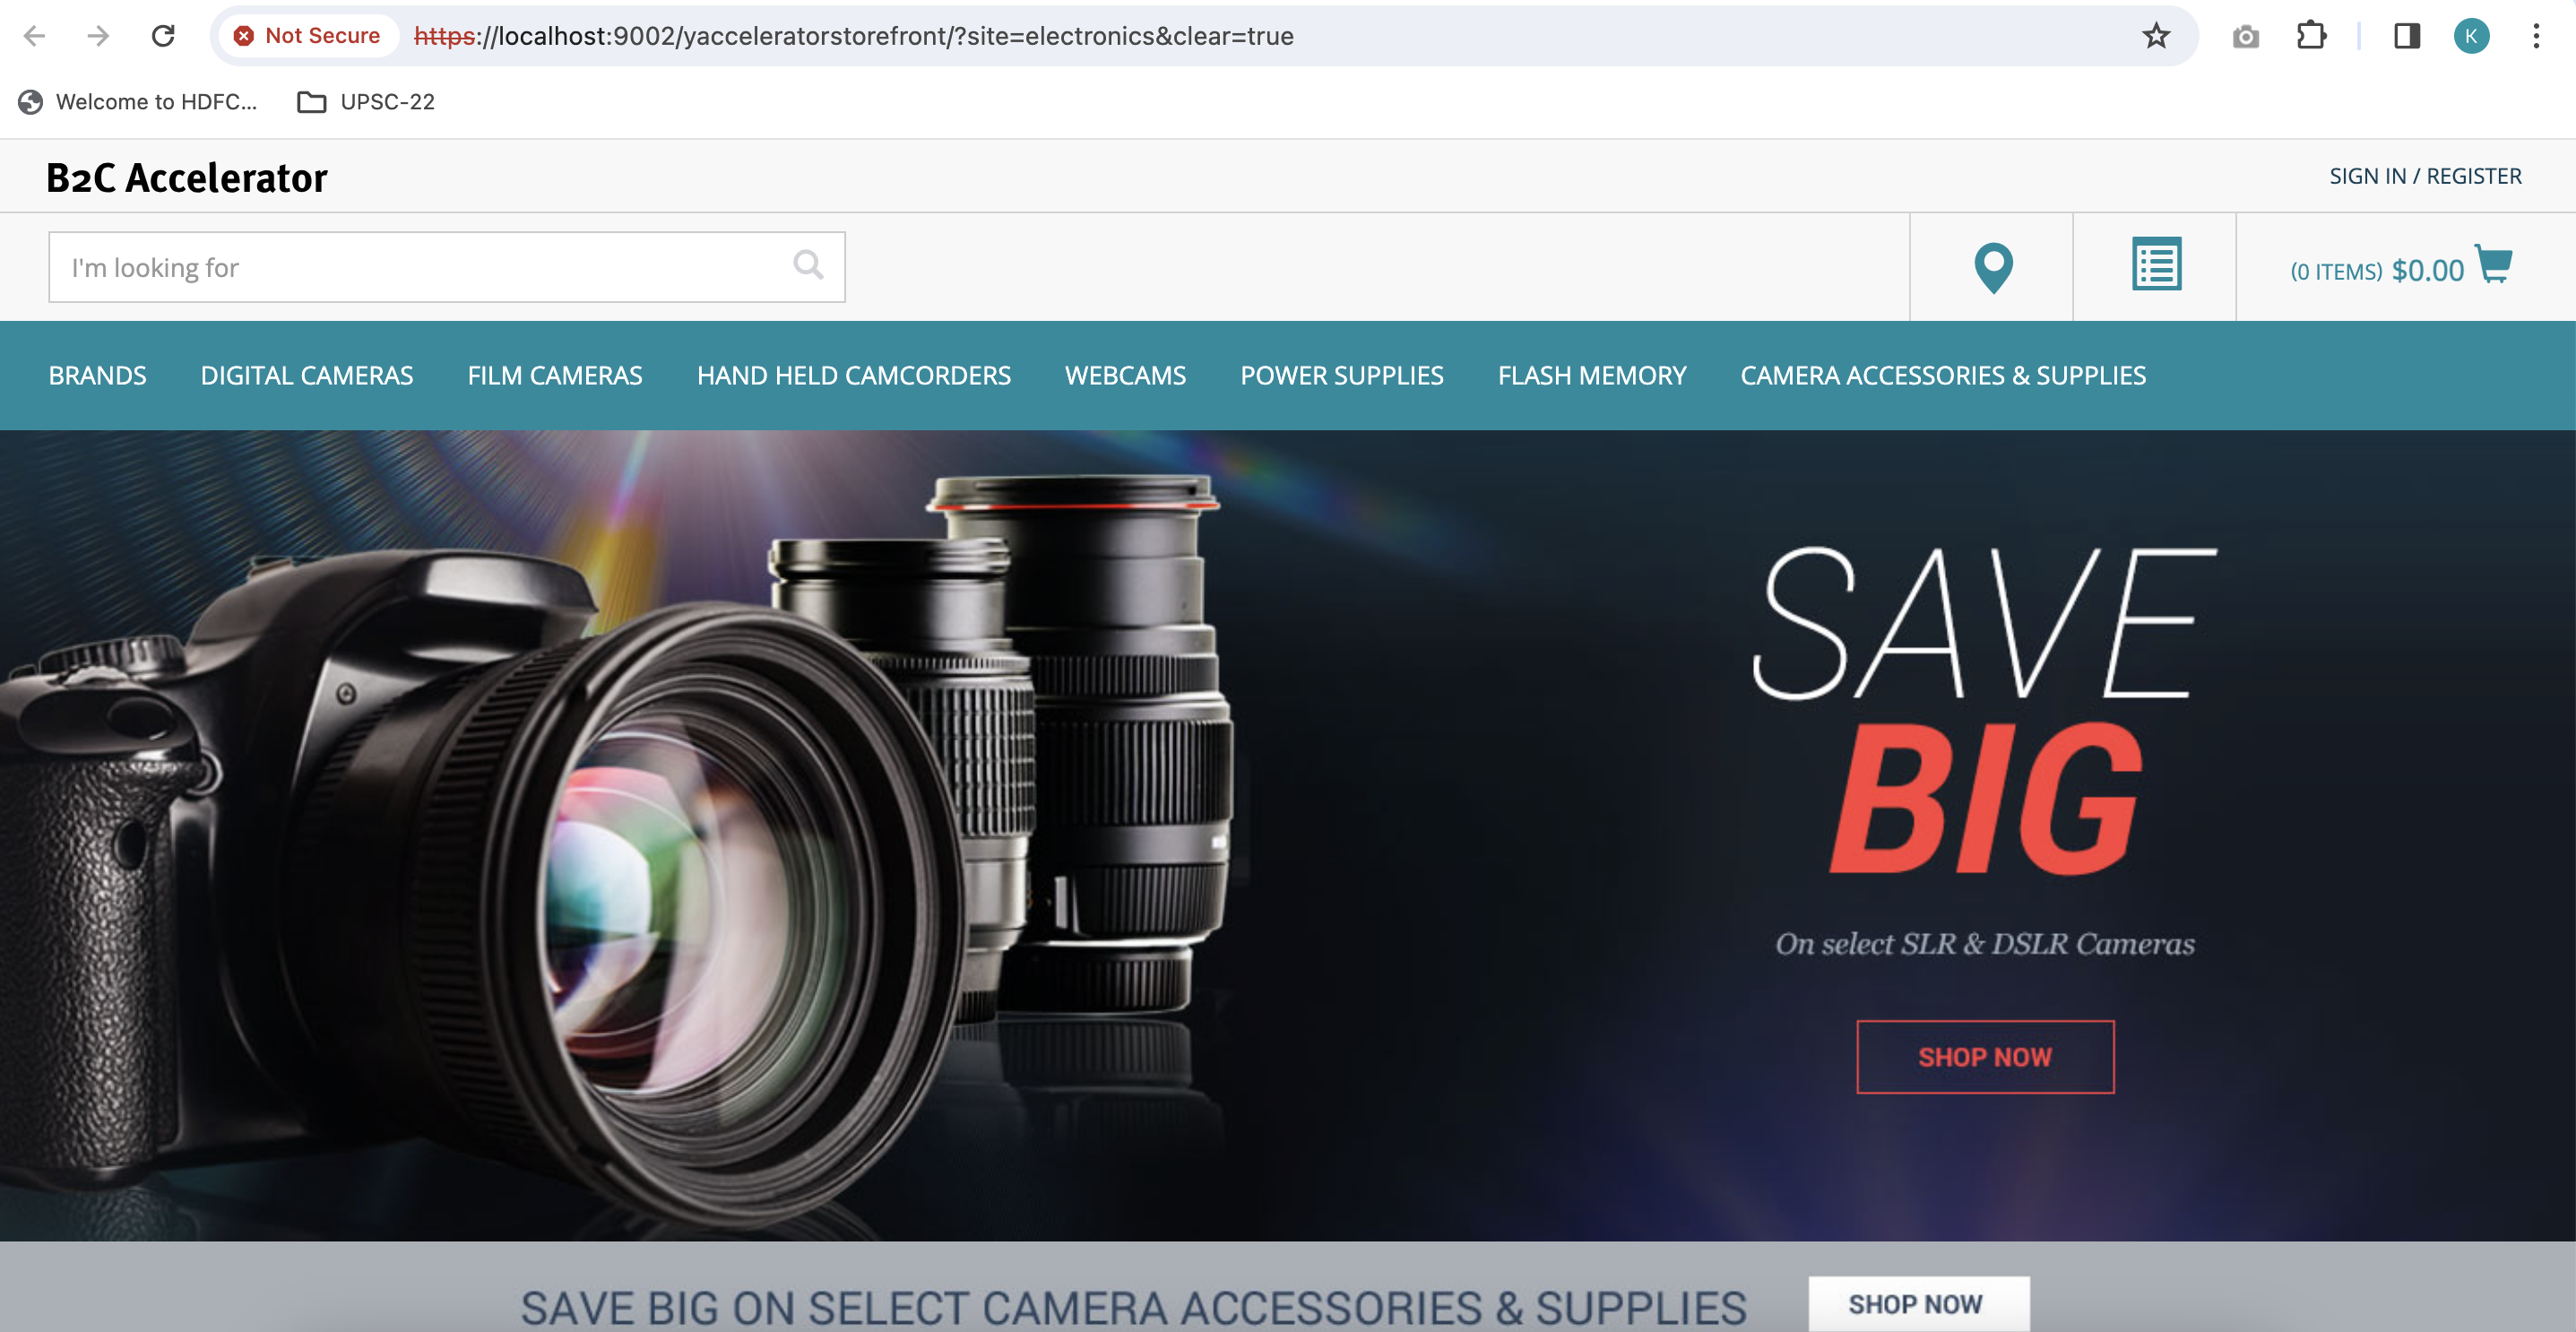 Not Secure https://localhost:9002/yacceleratorstorefront/?site=electronics&clear=true K
Welcome to HDFC... UPSC-22
B2C Accelerator SIGN IN / REGISTER
I'm looking for (0 ITEMS) $0.00
BRANDS DIGITAL CAMERAS FILM CAMERAS HAND HELD CAMCORDERS WEBCAMS POWER SUPPLIES FLASH MEMORY CAMERA ACCESSORIES & SUPPLIES
SAVE
BIG
On select SLR & DSLR Cameras
SHOP NOW
SAVE BIG ON SELECT CAMERA ACCESSORIES & SUPPLIES SHOP NOW